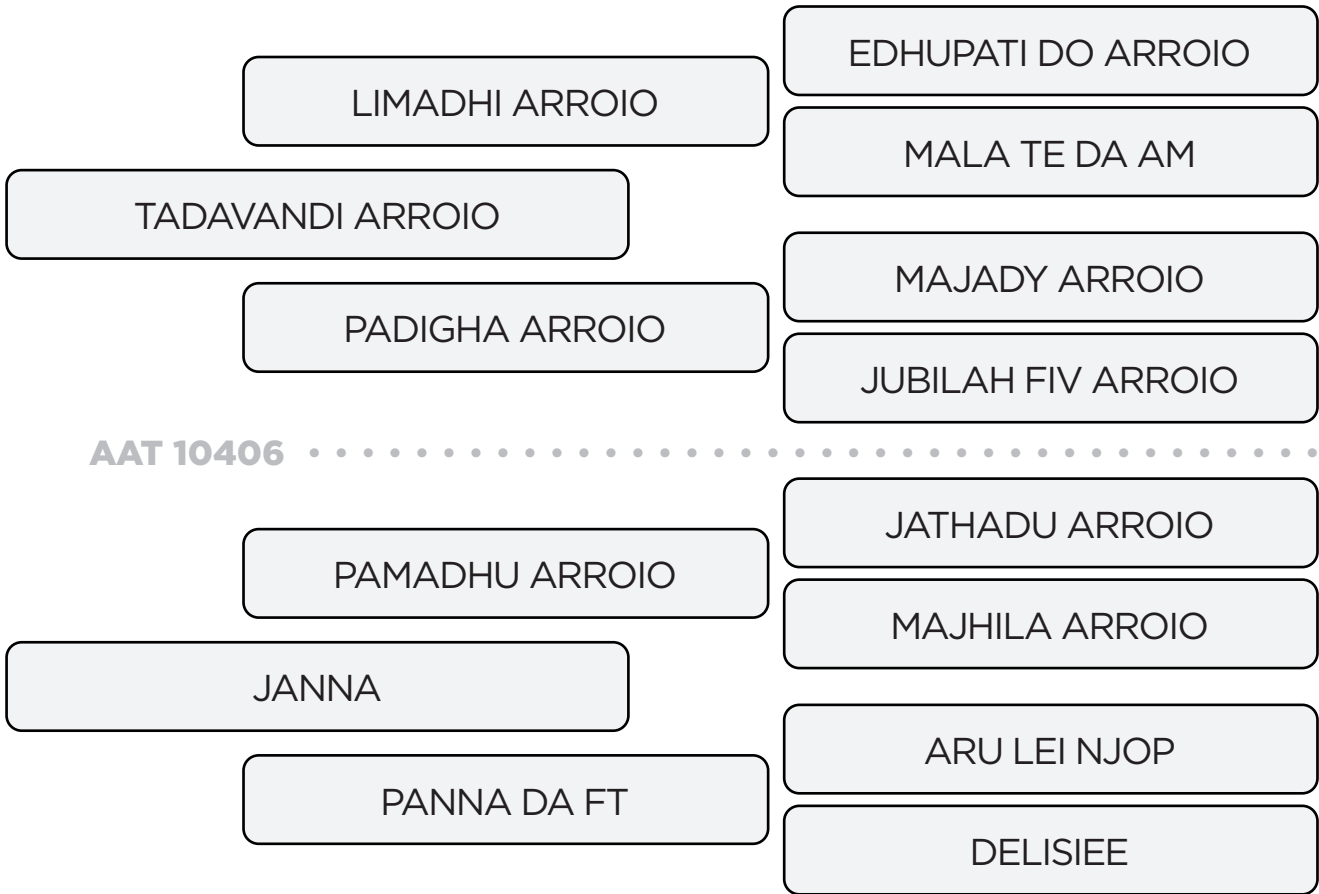 EDHUPATI DO ARROIO
LIMADHI ARROIO
MALA TE DA AM
TADAVANDI ARROIO
MAJADY ARROIO
PADIGHA ARROIO
JUBILAH FIV ARROIO
AAT 10406
JATHADU ARROIO
PAMADHU ARROIO
MAJHILA ARROIO
JANNA
ARU LEI NJOP
PANNA DA FT
DELISIEE